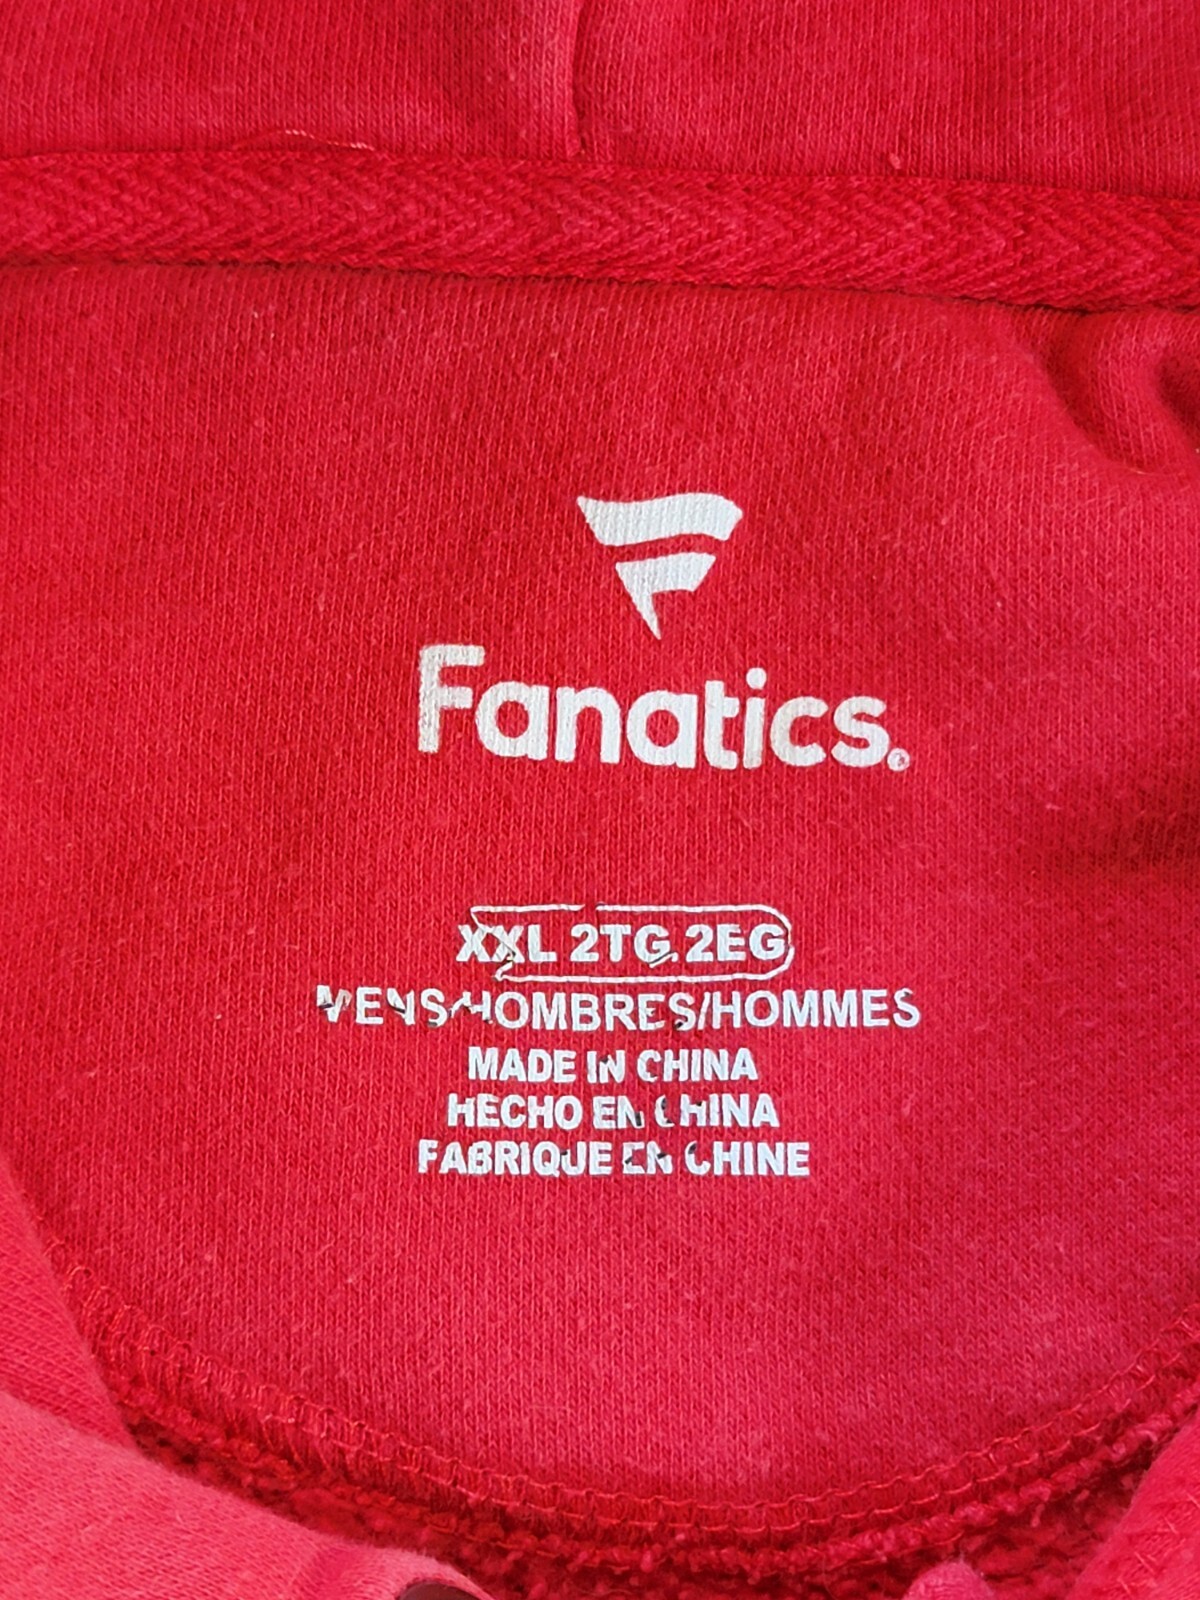 Fanatics®
XXL 2TG 2EG
MENS/HOMBRES/HOMMES
MADE IN CHINA
HECHO EN CHINA
FABRIQUE EN CHINE